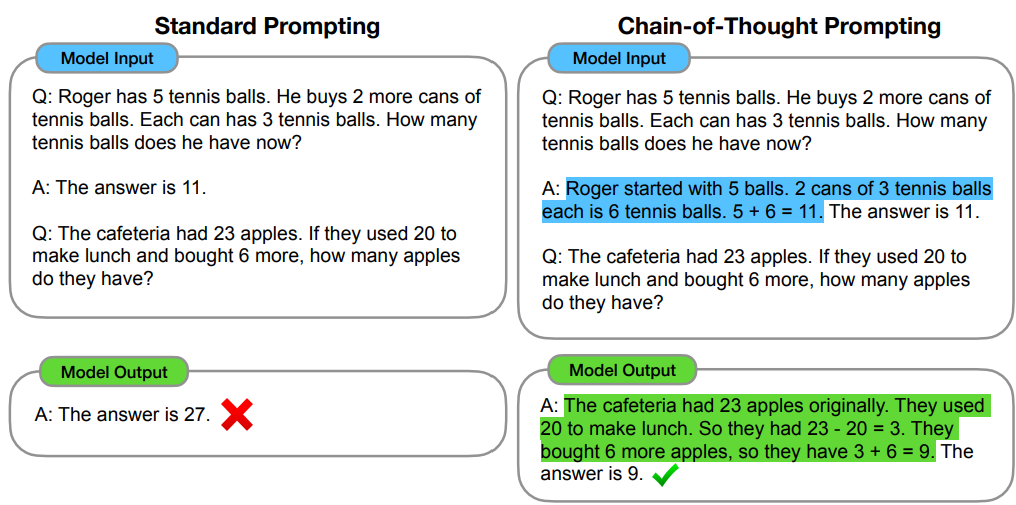 Standard Prompting
Model Input
Q: Roger has 5 tennis balls. He buys 2 more cans of
tennis balls. Each can has 3 tennis balls. How many
tennis balls does he have now?
A: The answer is 11.
Q: The cafeteria had 23 apples. If they used 20 to
make lunch and bought 6 more, how many apples
do they have?
Model Output
A: The answer is 27.
Chain-of-Thought Prompting
Model Input
Q: Roger has 5 tennis balls. He buys 2 more cans of
tennis balls. Each can has 3 tennis balls. How many
tennis balls does he have now?
A: Roger started with 5 balls. 2 cans of 3 tennis balls
each is 6 tennis balls. 5 + 6 = 11. The answer is 11.
Q: The cafeteria had 23 apples. If they used 20 to
make lunch and bought 6 more, how many apples
do they have?
Model Output
A: The cafeteria had 23 apples originally. They used
20 to make lunch. So they had 23 - 20 = 3. They
bought 6 more apples, so they have 3 + 6 = 9. The
answer is 9.